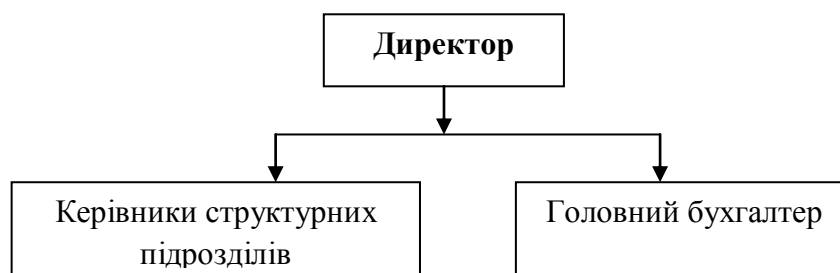 Директор
Керівники структурних
підрозділів
Головний бухгалтер